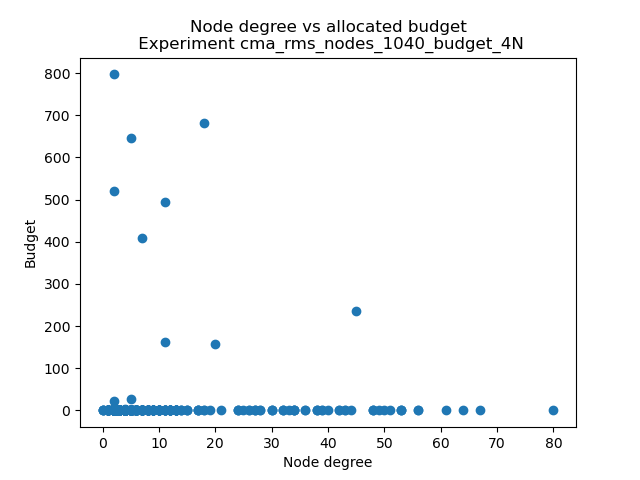 Node degree vs allocated budget
Experiment cma_rms_nodes_1040_budget_4N
800
700
600
500
400
300
200
100
0
Budget
0 10 20 30 40 50 60 70 80
Node degree